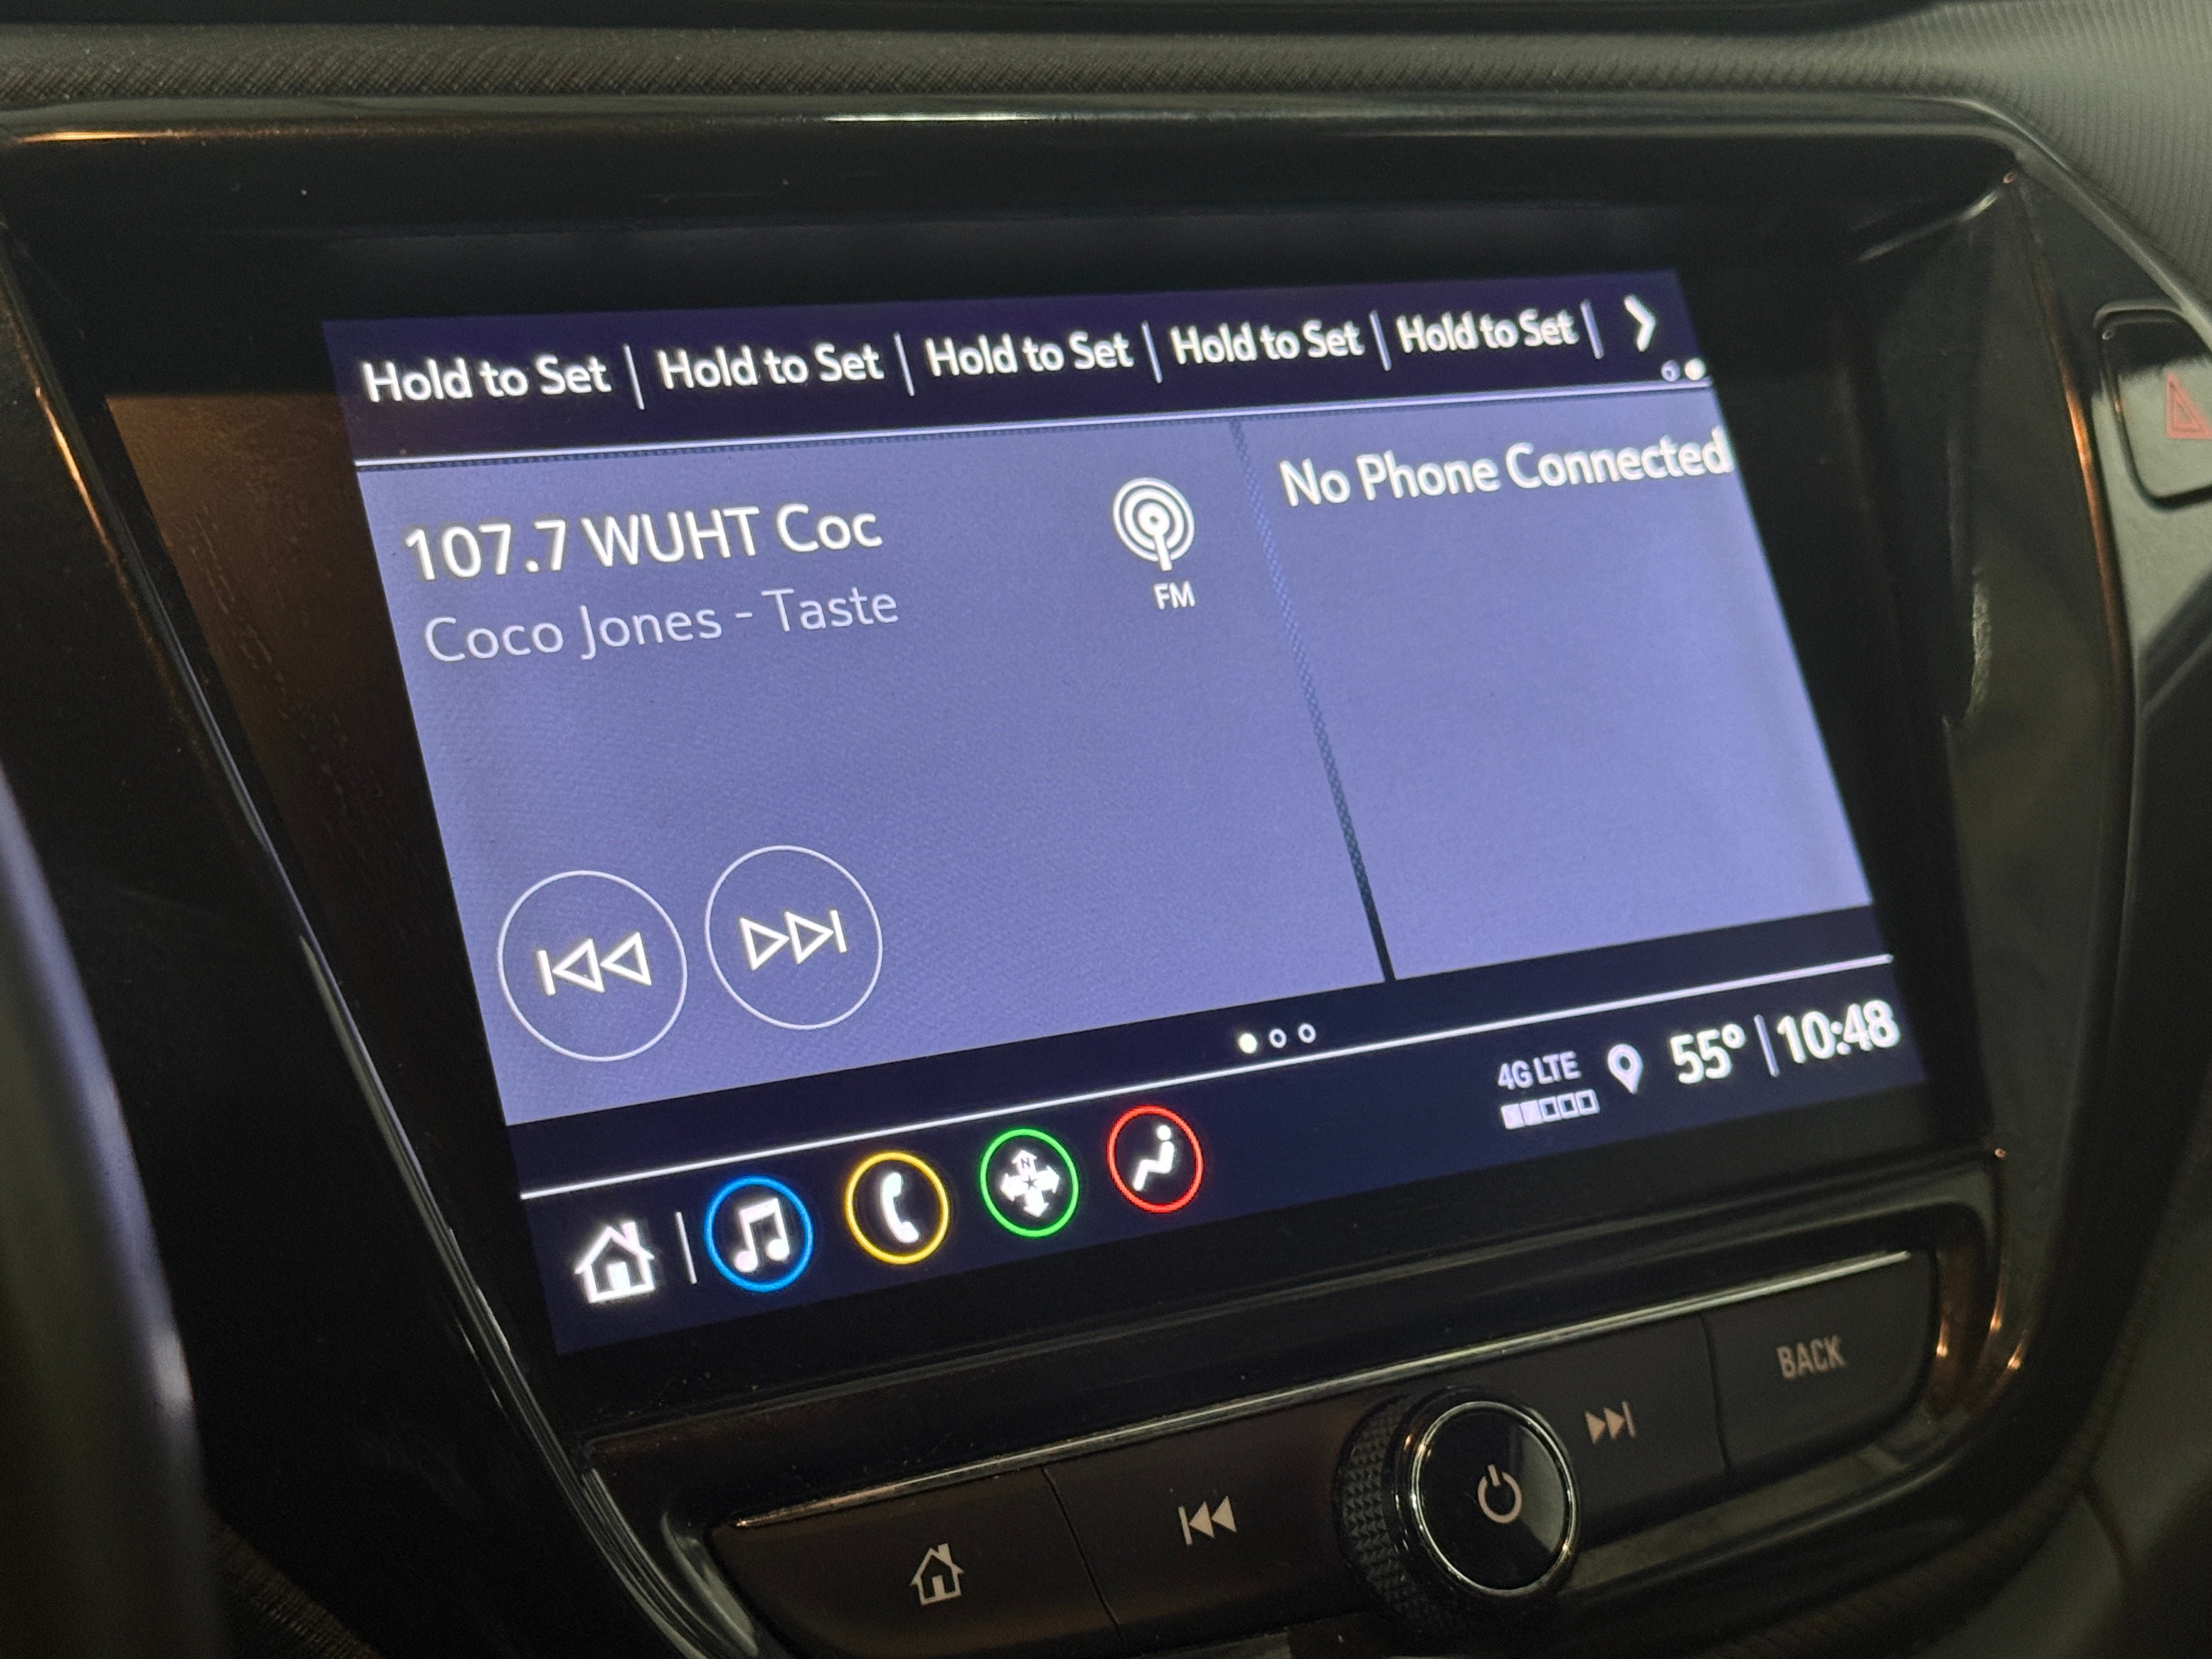 Hold to Set | Hold to Set | Hold to Set | Hold to Set | Hold to Set |
107.7 WUHT Coc
Coco Jones - Taste
FM
No Phone Connected
4G LTE
55° | 10:48
N
BACK